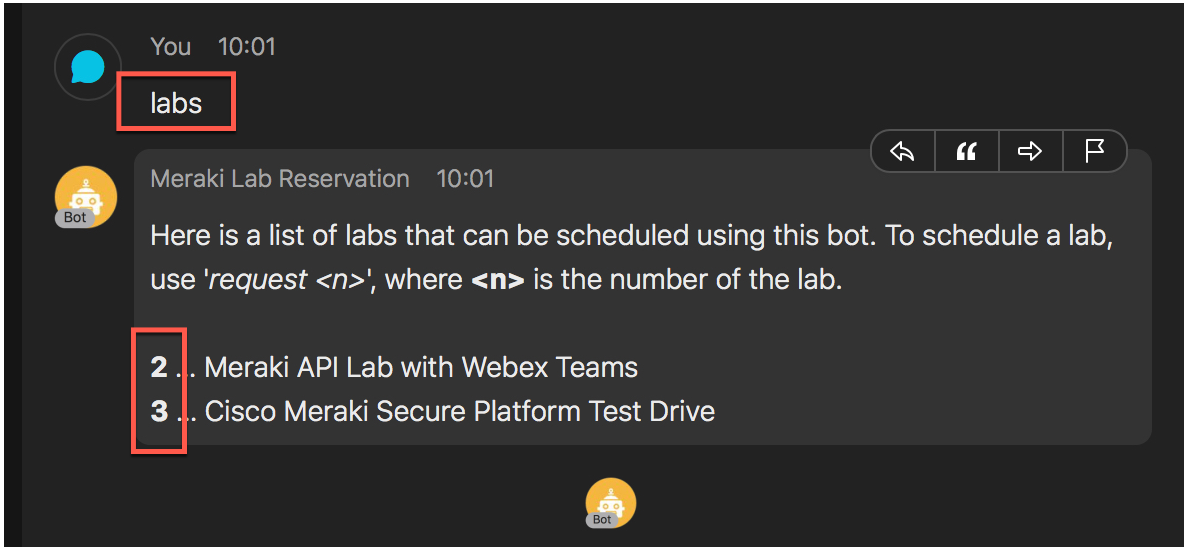 You 10:01
labs
Meraki Lab Reservation 10:01
Bot
Here is a list of labs that can be scheduled using this bot. To schedule a lab,
use 'request <n>', where <n> is the number of the lab.
2 ... Meraki API Lab with Webex Teams
3 ... Cisco Meraki Secure Platform Test Drive
Bot